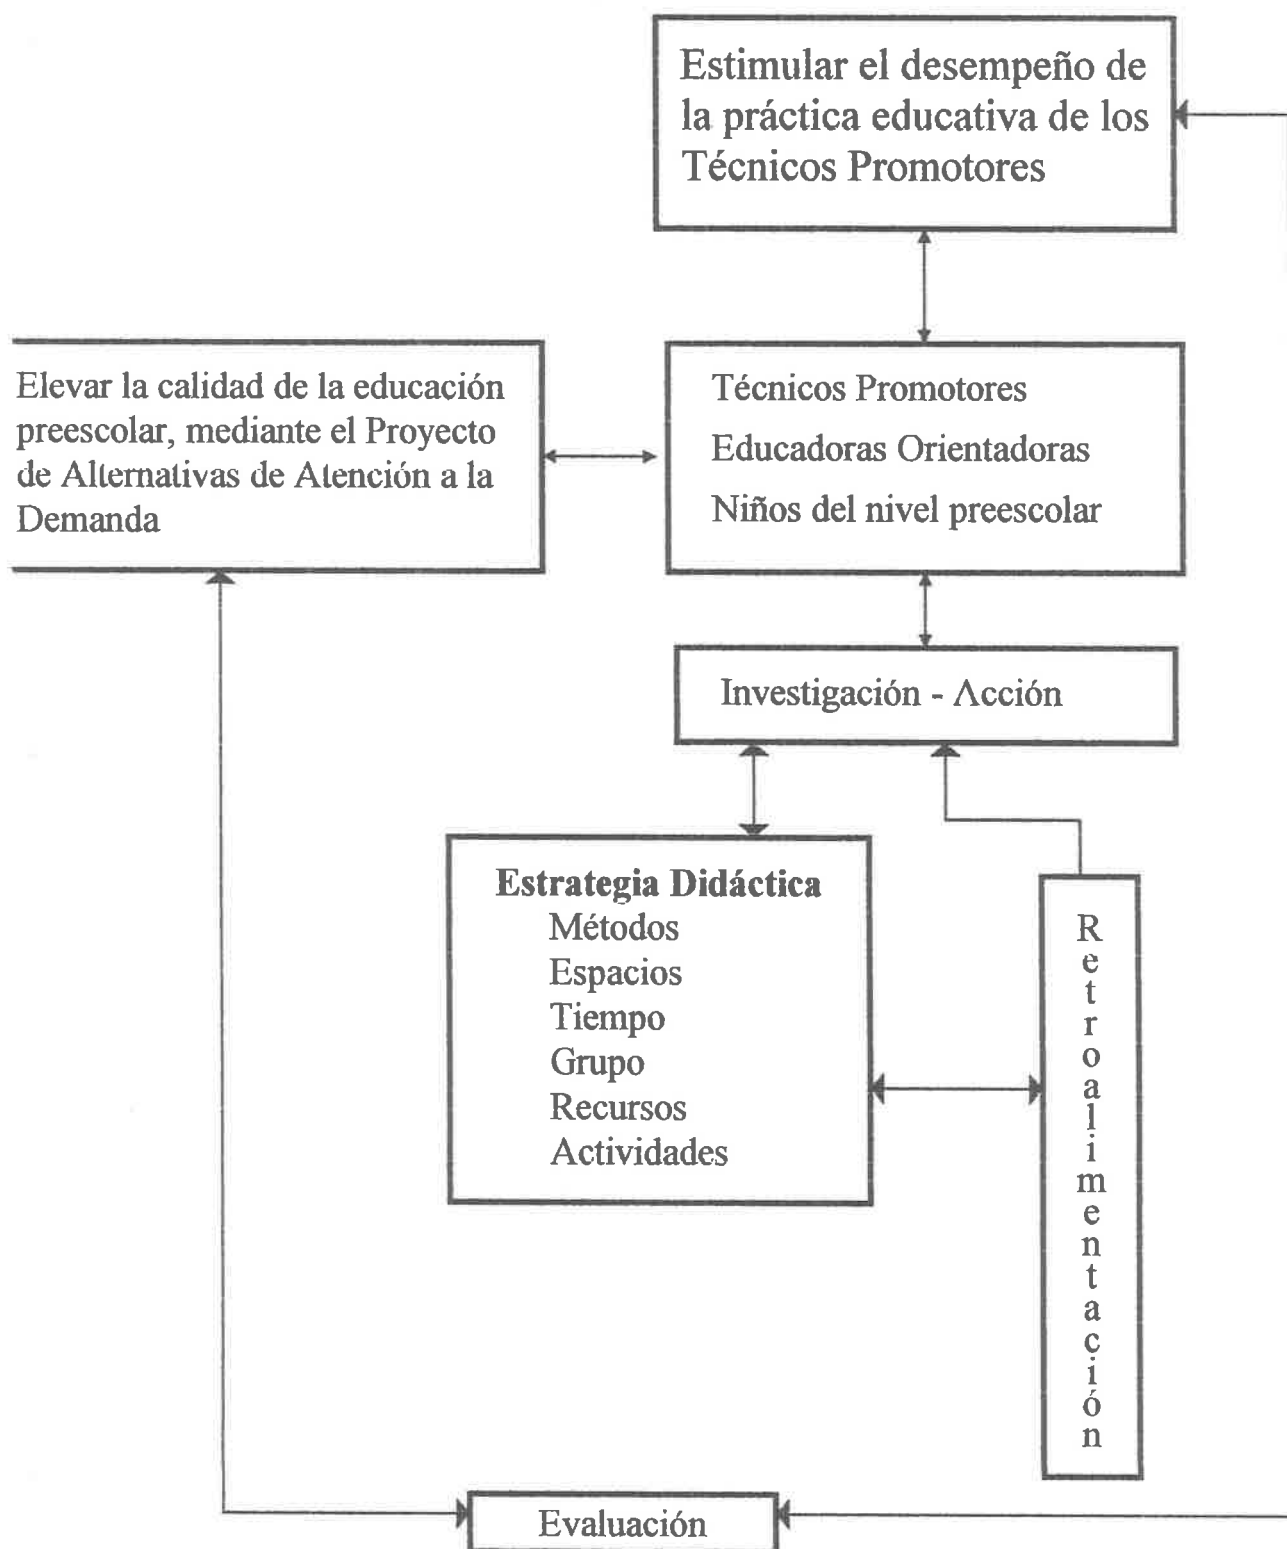 Estimular el desempeño de
la práctica educativa de los
Técnicos Promotores
Elevar la calidad de la educación
preescolar, mediante el Proyecto
de Alternativas de Atención a la
Demanda
Técnicos Promotores
Educadoras Orientadoras
Niños del nivel preescolar
Investigación - Acción
Estrategia Didáctica
Métodos
Espacios
Tiempo
Grupo
Recursos
Actividades
Retroalimentación
Evaluación